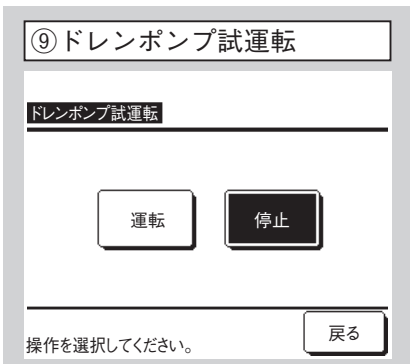 ⑨ドレンポンプ試運転
ドレンポンプ試運転
運転
停止
操作を選択してください。
戻る